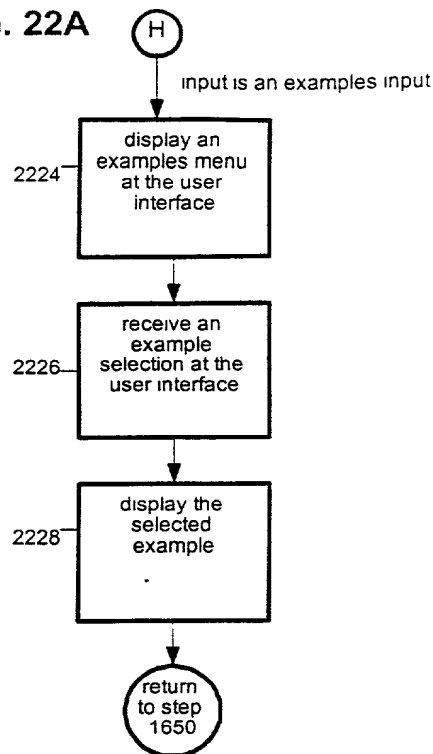 . 22A
H
input is an examples input
display an
examples menu
at the user
interface
2224
receive an
example
selection at the
user interface
2226
display the
selected
example
2228
return
to step
1650